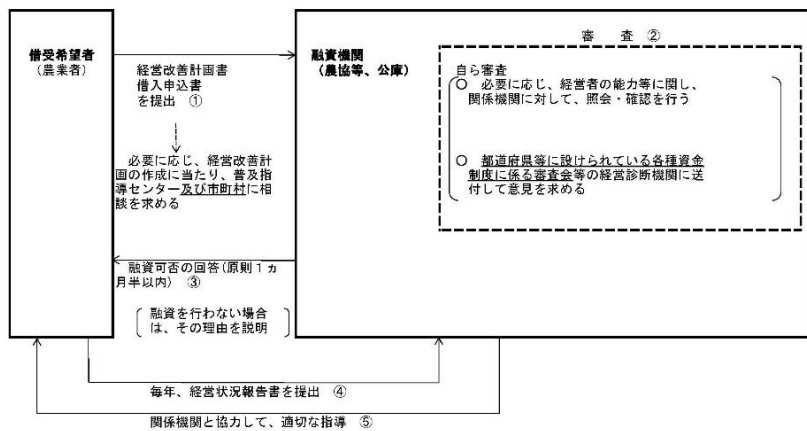 審　査　②
借受希望者
（農業者）
経営改善計画書
借入申込書
を提出　①
融資機関
（農協等、公庫）
自ら審査
○　必要に応じ、経営者の能力等に関し、
関係機関に対して、照会・確認を行う
必要に応じ、経営改善計
画の作成に当たり、普及指
導センター及び市町村に相
談を求める
○　都道府県等に設けられている各種資金
制度に係る審査会等の経営診断機関に送
付して意見を求める
融資可否の回答(原則１ヵ
月半以内)　③
融資を行わない場合
は、その理由を説明
毎年、経営状況報告書を提出　④
関係機関と協力して、適切な指導　⑤